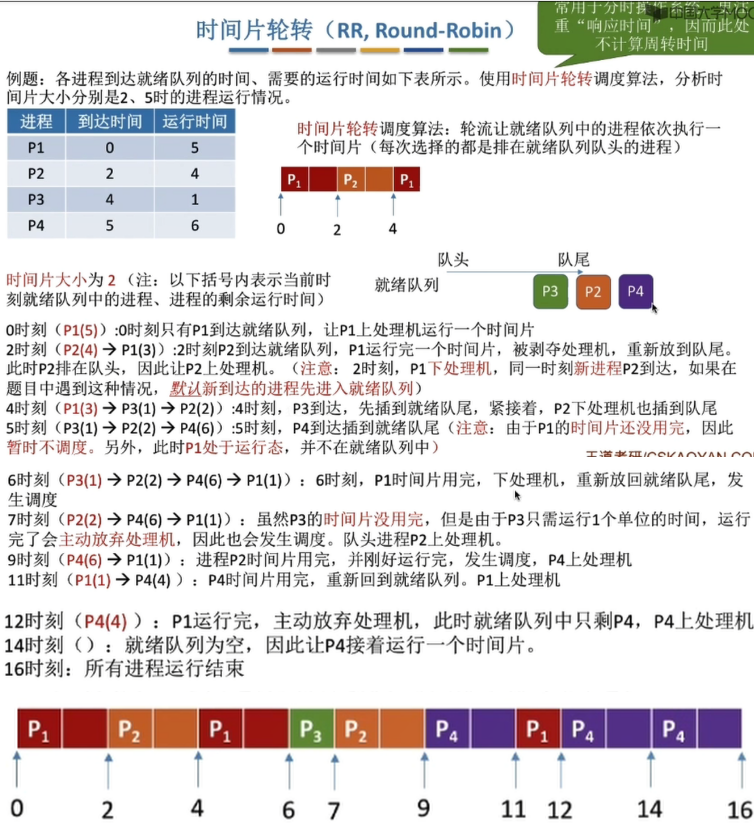 时间片轮转（RR, Round-Robin）
常用于分时操作系统，更注
重“响应时间”，因而此处
不计算周转时间
例题：各进程到达就绪队列的时间、需要的运行时间如下表所示。使用时间片轮转调度算法，分析时
间片大小分别是2、5时的进程运行情况。
进程 到达时间 运行时间
P1 0 5
P2 2 4
P3 4 1
P4 5 6
时间片轮转调度算法：轮流让就绪队列中的进程依次执行一
个时间片（每次选择的都是排在就绪队列队头的进程）
P1 P2 P1
0 2 4
时间片大小为 2（注：以下括号内表示当前时
刻就绪队列中的进程、进程的剩余运行时间）
队头 队尾
就绪队列
P3 P2 P4
0时刻（P1(5)）:0时刻只有P1到达就绪队列，让P1上处理机运行一个时间片
2时刻（P2(4) → P1(3)）:2时刻P2到达就绪队列，P1运行完一个时间片，被剥夺处理机，重新放到队尾。
此时P2排在队头，因此让P2上处理机。（注意： 2时刻，P1下处理机，同一时刻新进程P2到达，如果在
题目中遇到这种情况，默认新到达的进程先进入就绪队列）
4时刻（P1(3) → P3(1) → P2(2)）:4时刻，P3到达，先插到就绪队尾，紧接着，P2下处理机也插到队尾
5时刻（P3(1) → P2(2) → P4(6)）:5时刻，P4到达插到就绪队尾（注意：由于P1的时间片还没用完，因此
暂时不调度。另外，此时P1处于运行态，并不在就绪队列中）
王道考研/CSKAOYAN.COM
6时刻（P3(1) → P2(2) → P4(6) → P1(1)）：6时刻，P1时间片用完，下处理机，重新放回就绪队尾，发
生调度
7时刻（P2(2) → P4(6) → P1(1)）：虽然P3的时间片没用完，但是由于P3只需运行1个单位的时间，运行
完了会主动放弃处理机，因此也会发生调度。队头进程P2上处理机。
9时刻（P4(6) → P1(1)）：进程P2时间片用完，并刚好运行完，发生调度，P4上处理机
11时刻（P1(1) → P4(4) ）：P4时间片用完，重新回到就绪队列。P1上处理机
12时刻（P4(4) ）：P1运行完，主动放弃处理机，此时就绪队列中只剩P4，P4上处理机
14时刻（）：就绪队列为空，因此让P4接着运行一个时间片。
16时刻：所有进程运行结束
P1 P2 P1 P3 P2 P4 P1 P4 P4
0 2 4 6 7 9 11 12 14 16